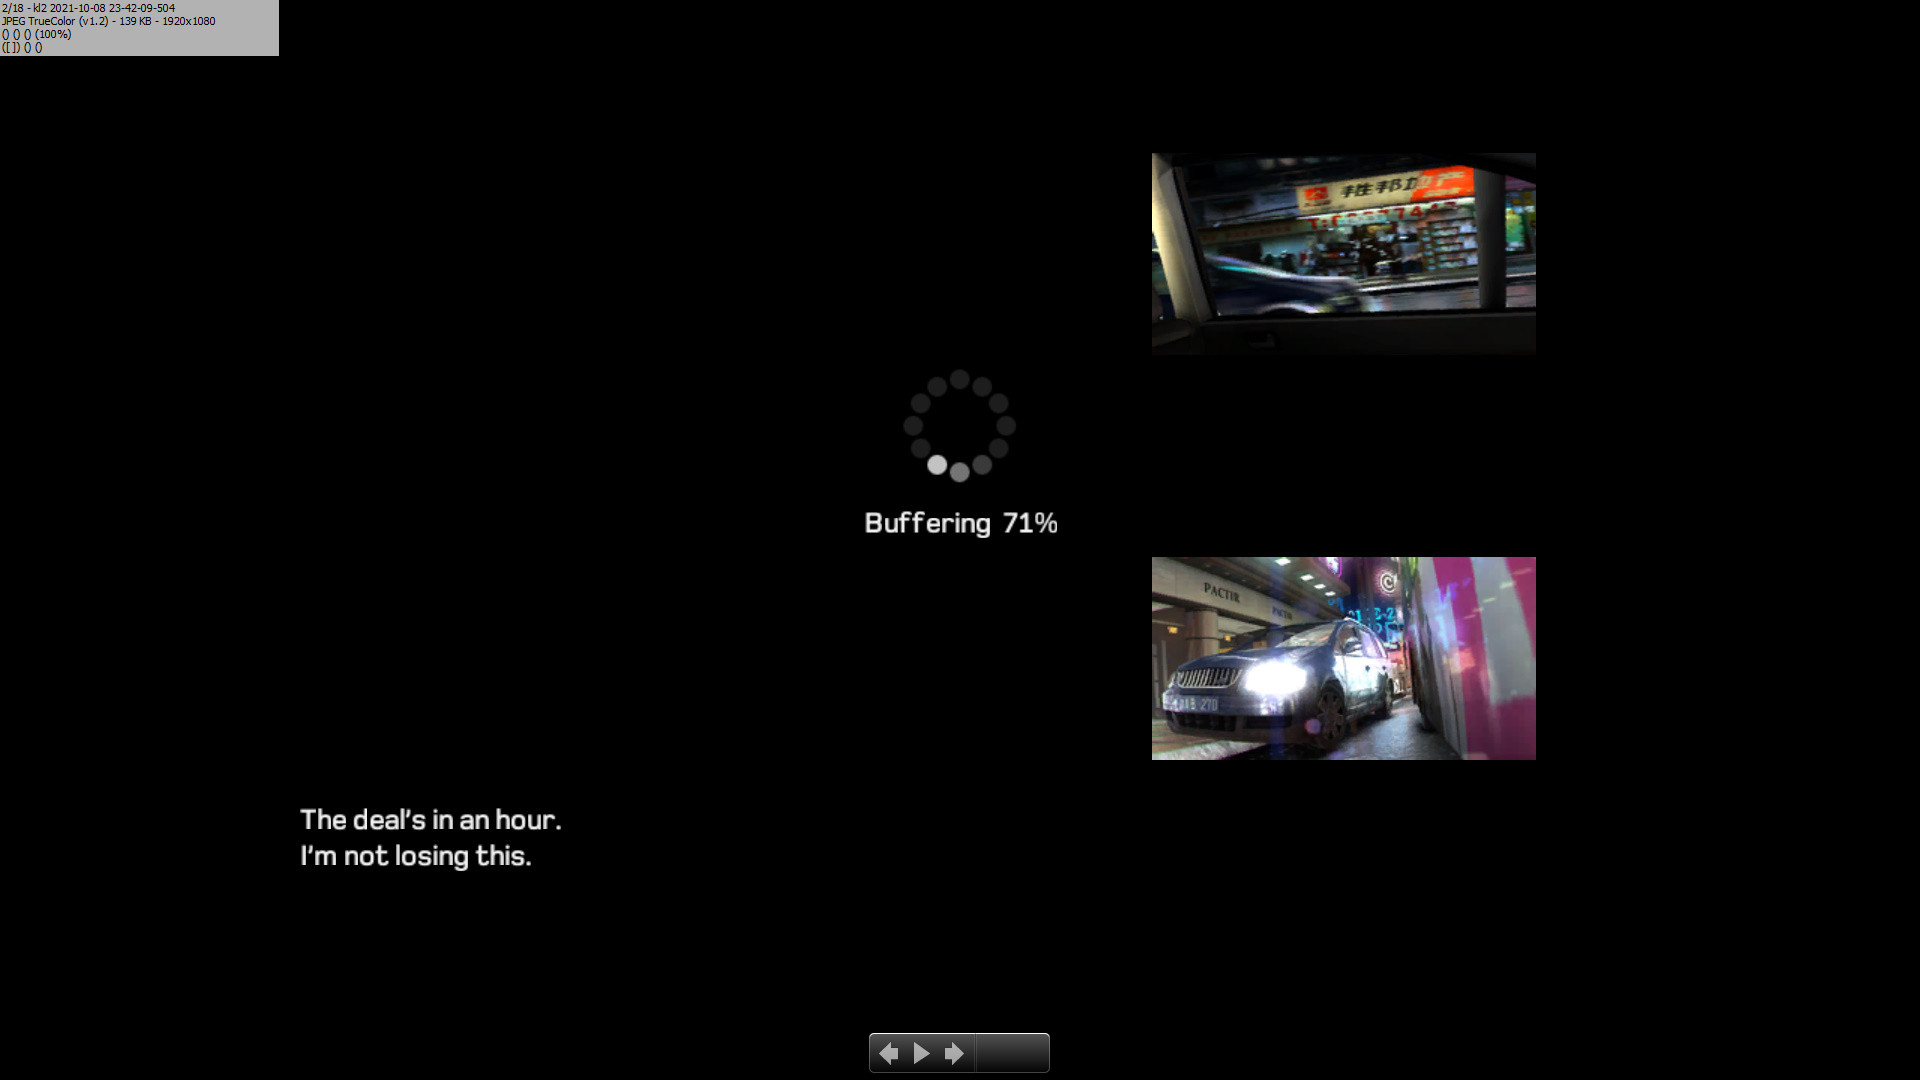 2/18 - kl2 2021-10-08 23-42-09-504
JPEG TrueColor (v1.2) - 139 KB - 1920x1080
() () () (100%)
([ ]) () ()
Buffering 71%
PACTUR
The deal's in an hour.
I'm not losing this.